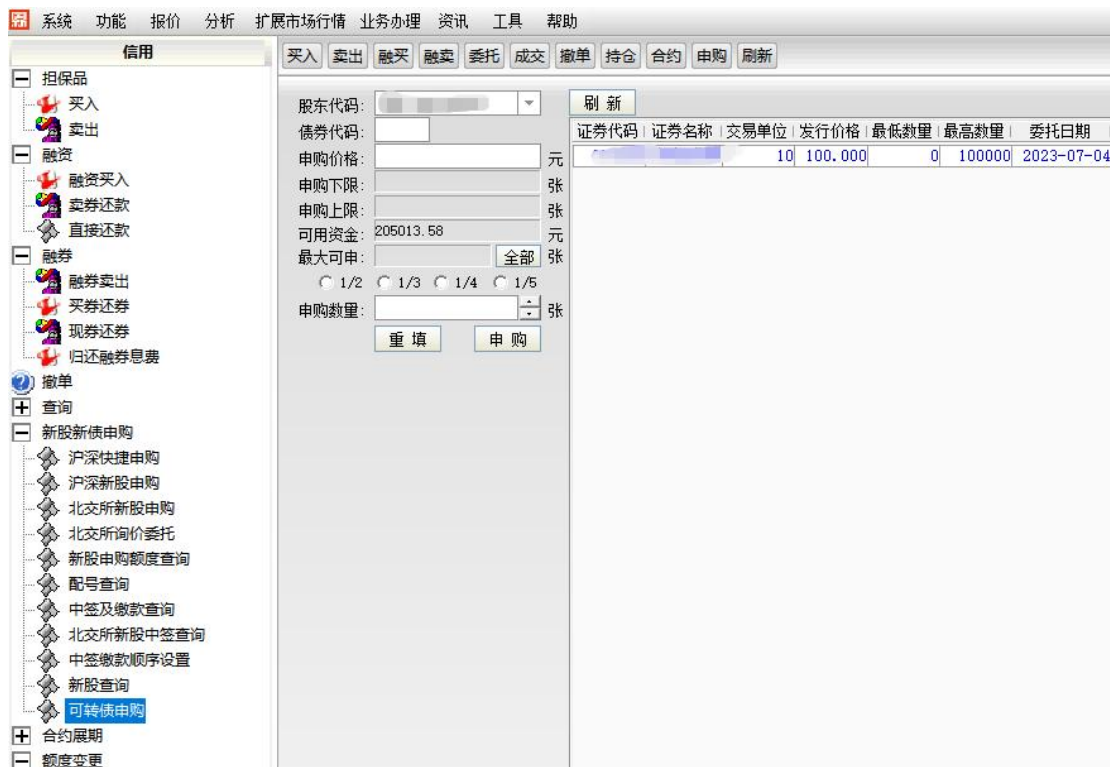 系统 功能 报价 分析 扩展市场行情 业务办理 资讯 工具 帮助
信用
买入 卖出 融买 融卖 委托 成交 撤单 持仓 合约 申购 刷新
担保品
买入
卖出
融资
融资买入
卖券还款
直接还款
融券
融券卖出
买券还券
现券还券
归还融券息费
撤单
查询
新股新债申购
沪深快捷申购
沪深新股申购
北交所新股申购
北交所询价委托
新股申购额度查询
配号查询
中签及缴款查询
北交所新股中签查询
中签缴款顺序设置
新股查询
可转债申购
合约展期
额度变更
股东代码:
债券代码:
申购价格: 元
申购下限: 张
申购上限: 张
可用资金: 205013.58 元
最大可申: 全部 张
1/2 1/3 1/4 1/5
申购数量: 张
重填 申购
刷新
证券代码 证券名称 交易单位 发行价格 最低数量 最高数量 委托日期
10 100.000 0 100000 2023-07-04